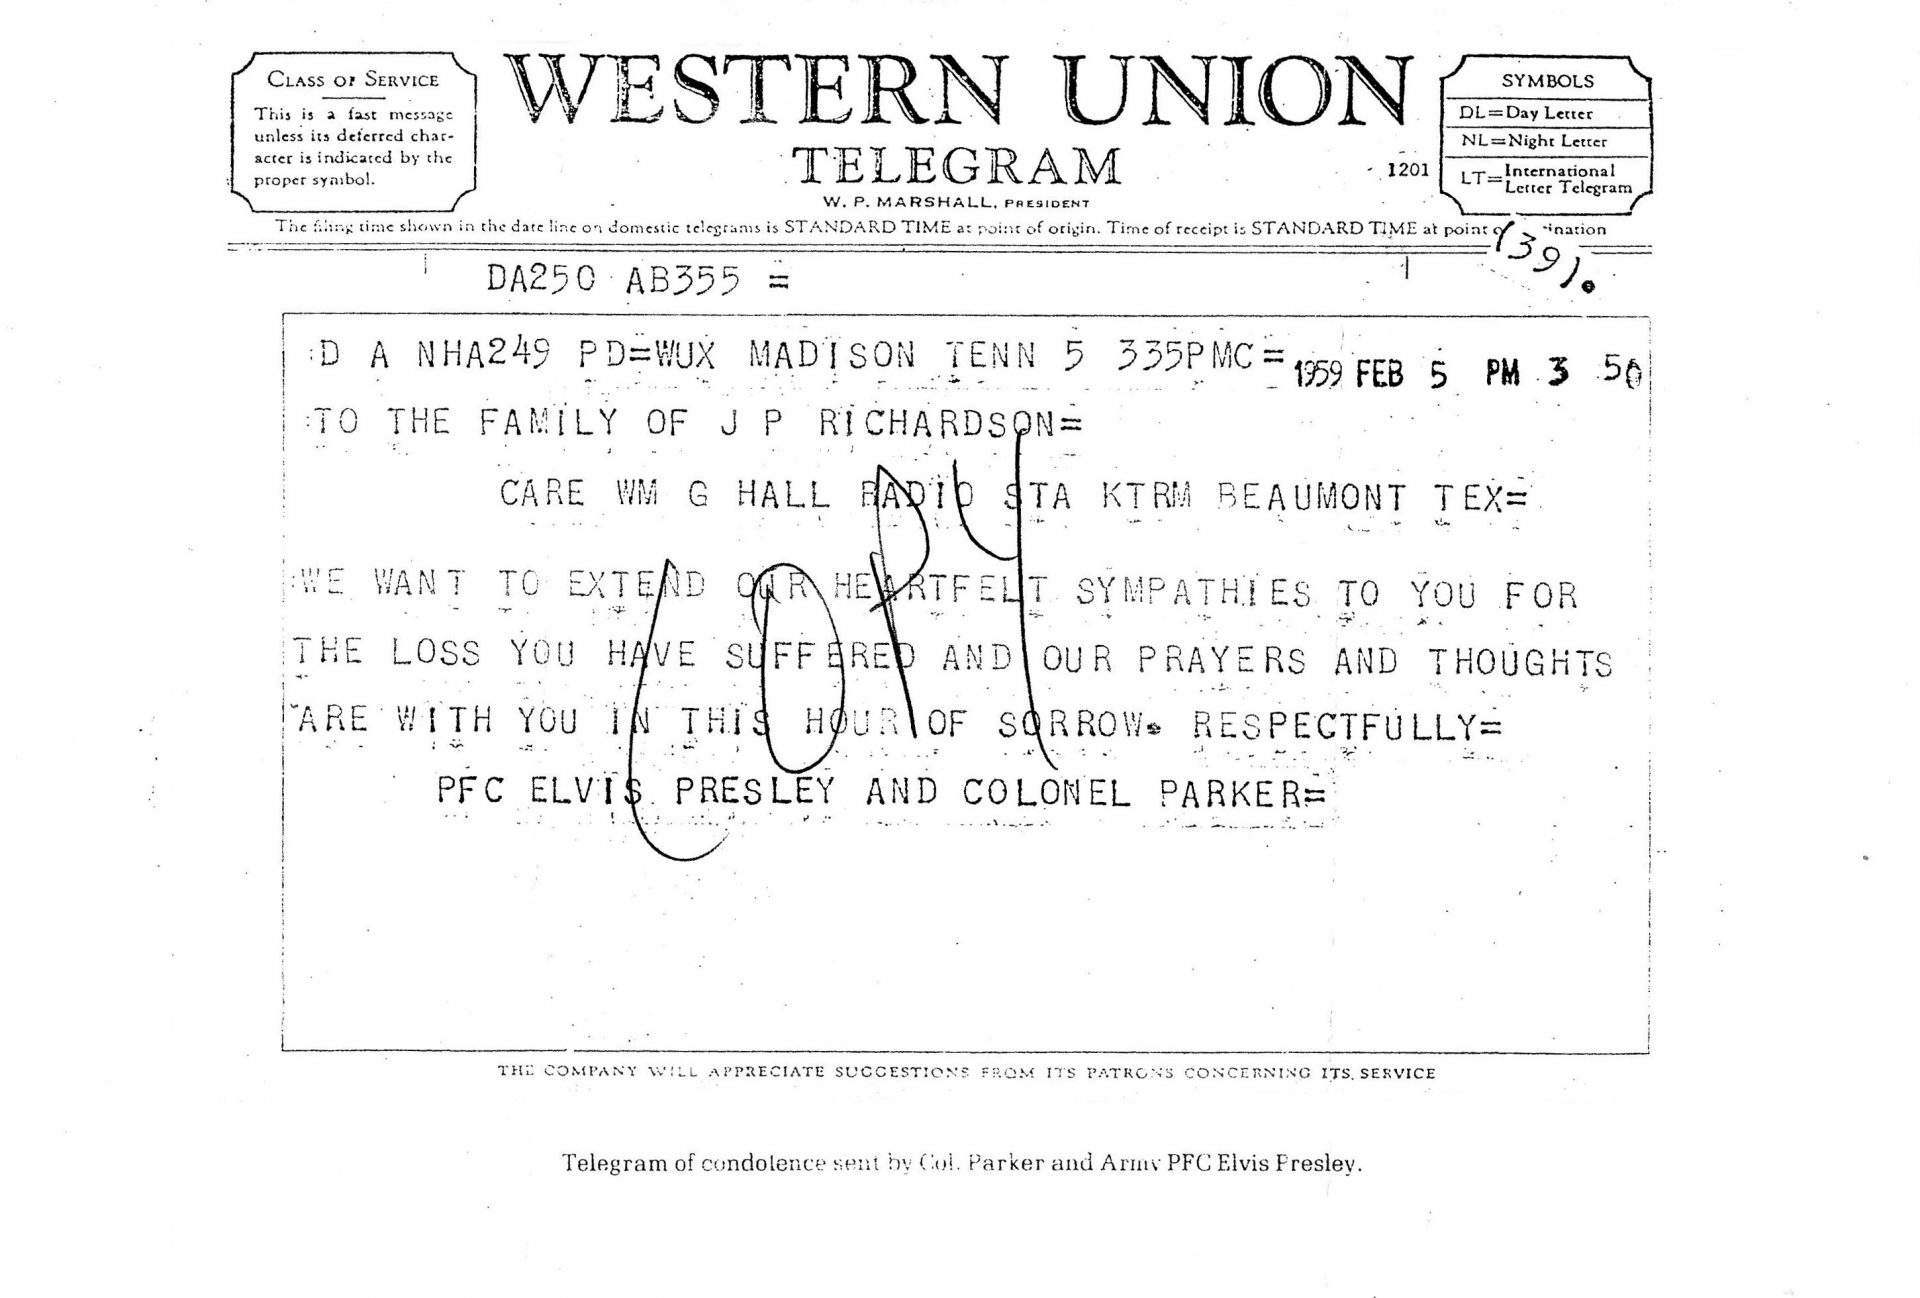 CLASS OF SERVICE
This is a fast message
unless its deferred char-
acter is indicated by the
proper symbol.
WESTERN UNION
TELEGRAM
W. P. MARSHALL, PRESIDENT
1201
SYMBOLS
DL=Day Letter
NL=Night Letter
LT=International
Letter Telegram
The filing time shown in the date line on domestic telegrams is STANDARD TIME at point of origin. Time of receipt is STANDARD TIME at point
(39).
DA250 AB355 =
:D A NHA249 PD=WUX MADISON TENN 5 335PMC=
1959 FEB 5 PM 3 50
:TO THE FAMILY OF J P RICHARDSON=
CARE WM G HALL RADIO STA KTRM BEAUMONT TEX=
:WE WANT TO EXTEND OUR HEARTFELT SYMPATHIES TO YOU FOR
THE LOSS YOU HAVE SUFFERED AND OUR PRAYERS AND THOUGHTS
ARE WITH YOU IN THIS HOUR OF SORROW. RESPECTFULLY=
PFC ELVIS PRESLEY AND COLONEL PARKER=
COPY
THE COMPANY WILL APPRECIATE SUGGESTIONS FROM ITS PATRONS CONCERNING ITS SERVICE
Telegram of condolence sent by Col. Parker and Army PFC Elvis Presley.